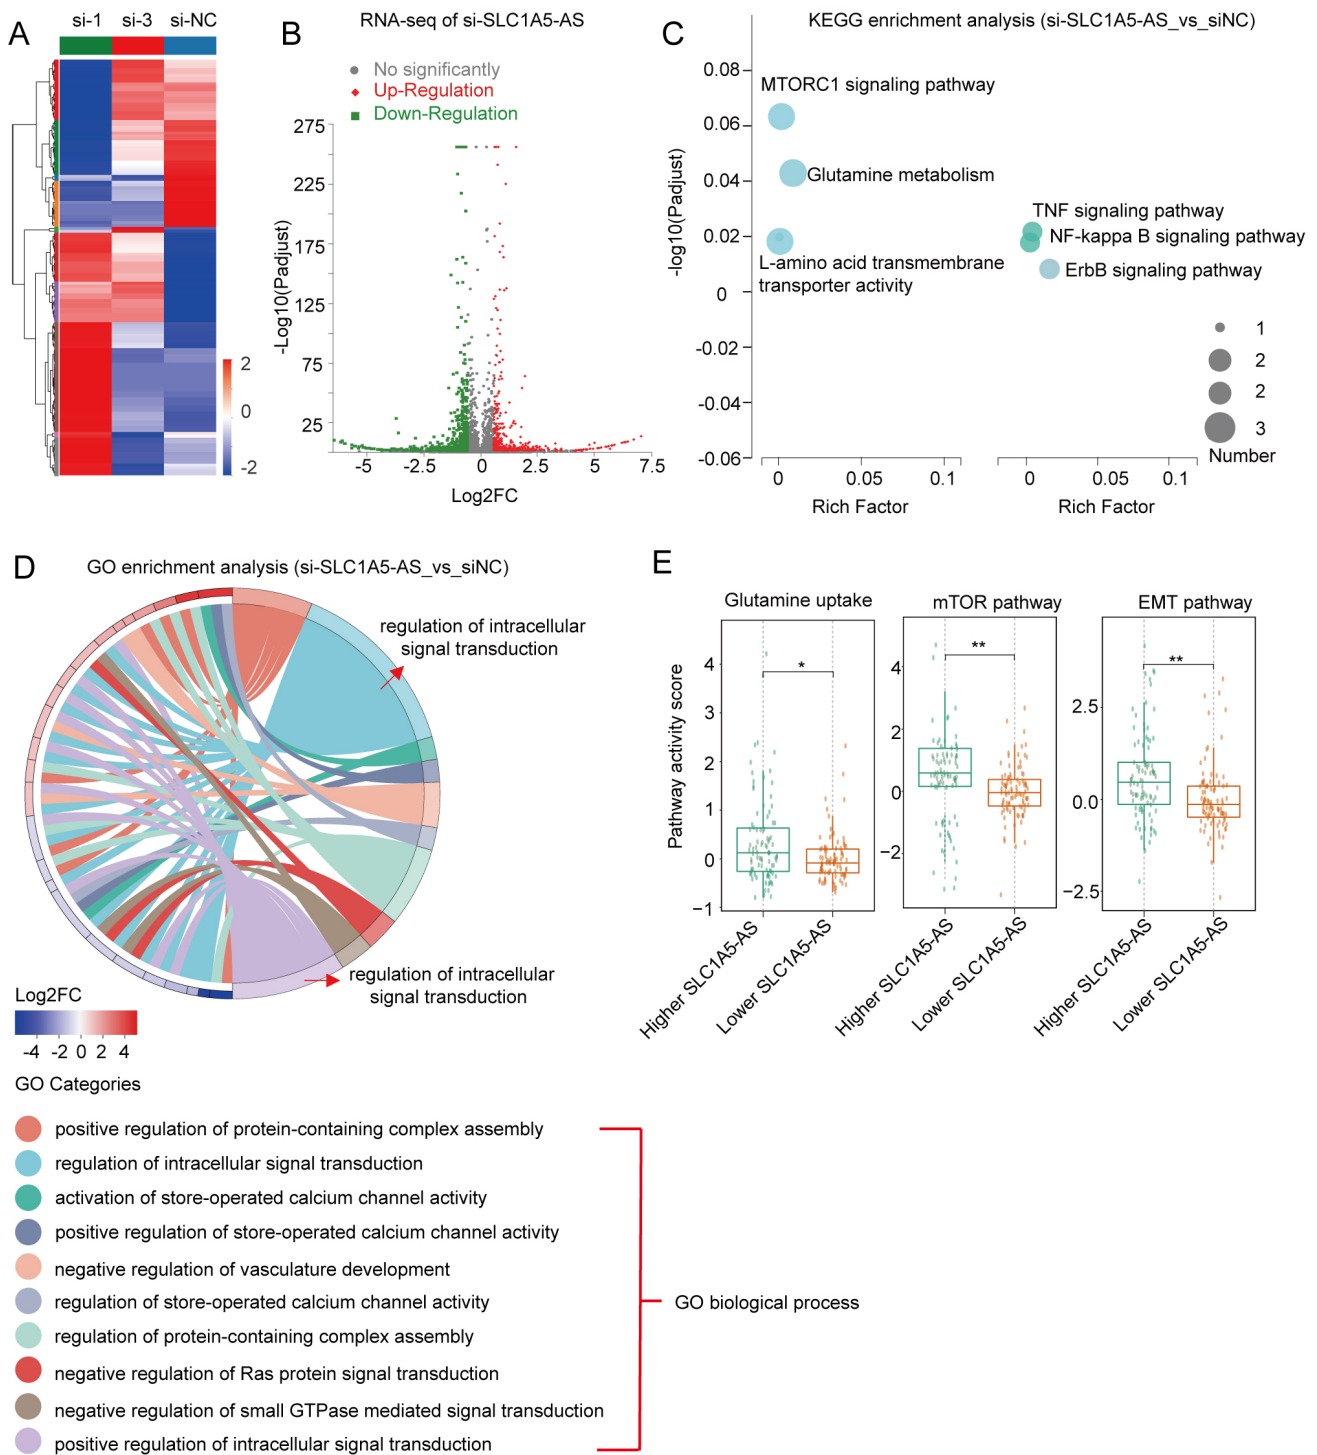 A
si-1 si-3 si-NC
2
0
-2
B
RNA-seq of si-SLC1A5-AS
No significantly
Up-Regulation
Down-Regulation
275
225
175
125
75
25
-Log10(Padjust)
-5 -2.5 0 2.5 5 7.5
Log2FC
C
KEGG enrichment analysis (si-SLC1A5-AS_vs_siNC)
0.08
0.06
0.04
0.02
0
-0.02
-0.04
-0.06
-log10(Padjust)
MTORC1 signaling pathway
Glutamine metabolism
L-amino acid transmembrane
transporter activity
TNF signaling pathway
NF-kappa B signaling pathway
ErbB signaling pathway
1
2
2
3
Number
0 0.05 0.1
Rich Factor
0 0.05 0.1
Rich Factor
D
GO enrichment analysis (si-SLC1A5-AS_vs_siNC)
regulation of intracellular
signal transduction
regulation of intracellular
signal transduction
Log2FC
-4 -2 0 2 4
GO Categories
positive regulation of protein-containing complex assembly
regulation of intracellular signal transduction
activation of store-operated calcium channel activity
positive regulation of store-operated calcium channel activity
negative regulation of vasculature development
regulation of store-operated calcium channel activity
regulation of protein-containing complex assembly
negative regulation of Ras protein signal transduction
negative regulation of small GTPase mediated signal transduction
positive regulation of intracellular signal transduction
GO biological process
E
Glutamine uptake
Pathway activity score
4
3
2
1
0
−1
*
Higher SLC1A5-AS
Lower SLC1A5-AS
mTOR pathway
4
2
0
−2
**
Higher SLC1A5-AS
Lower SLC1A5-AS
EMT pathway
2.5
0.0
−2.5
**
Higher SLC1A5-AS
Lower SLC1A5-AS